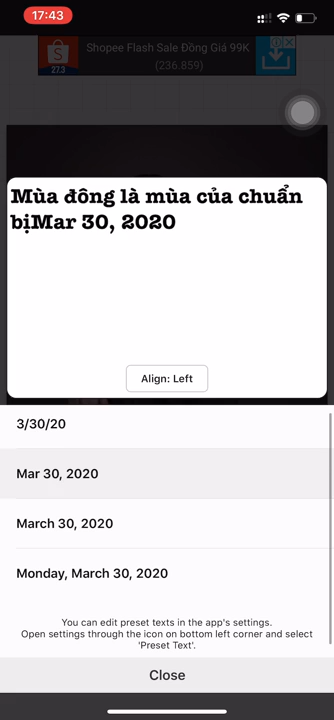 17:43
Shopee Flash Sale Đồng Giá 99K
(236.859)
27.3
Mùa đông là mùa của chuẩn
bịMar 30, 2020
Align: Left
3/30/20
Mar 30, 2020
March 30, 2020
Monday, March 30, 2020
You can edit preset texts in the app's settings.
Open settings through the icon on bottom left corner and select
'Preset Text'.
Close